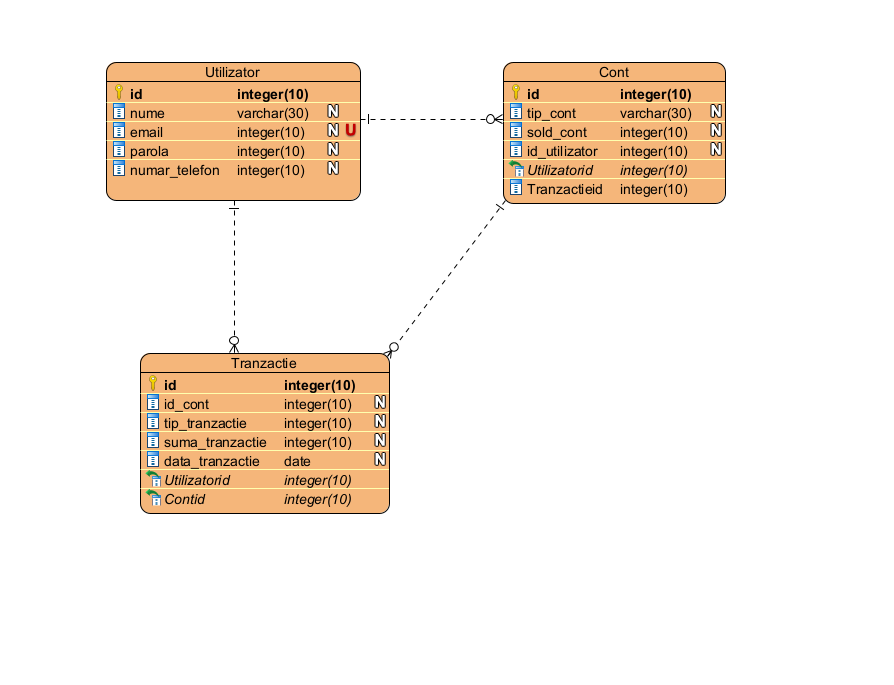 Utilizator
id integer(10)
nume varchar(30) N
email integer(10) N U
parola integer(10) N
numar_telefon integer(10) N
Cont
id integer(10)
tip_cont varchar(30) N
sold_cont integer(10) N
id_utilizator integer(10) N
Utilizatorid integer(10)
Tranzactieid integer(10)
Tranzactie
id integer(10)
id_cont integer(10) N
tip_tranzactie integer(10) N
suma_tranzactie integer(10) N
data_tranzactie date N
Utilizatorid integer(10)
Contid integer(10)